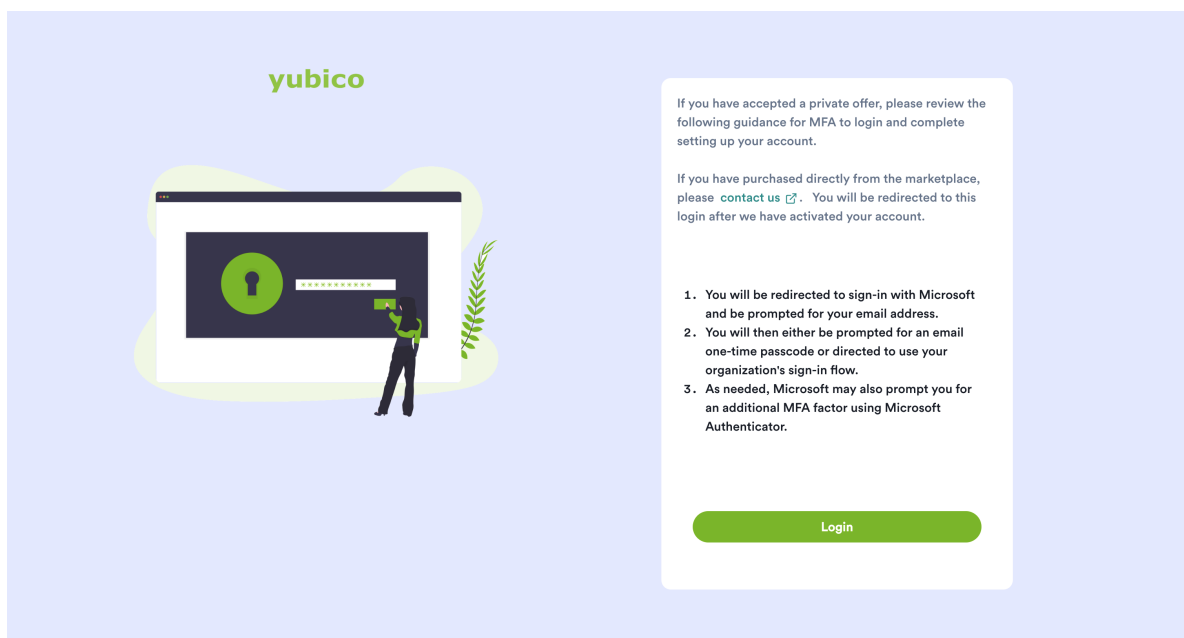 yubico
If you have accepted a private offer, please review the
following guidance for MFA to login and complete
setting up your account.
If you have purchased directly from the marketplace,
please contact us. You will be redirected to this
login after we have activated your account.
1. You will be redirected to sign-in with Microsoft
and be prompted for your email address.
2. You will then either be prompted for an email
one-time passcode or directed to use your
organization's sign-in flow.
3. As needed, Microsoft may also prompt you for
an additional MFA factor using Microsoft
Authenticator.
***********
Login